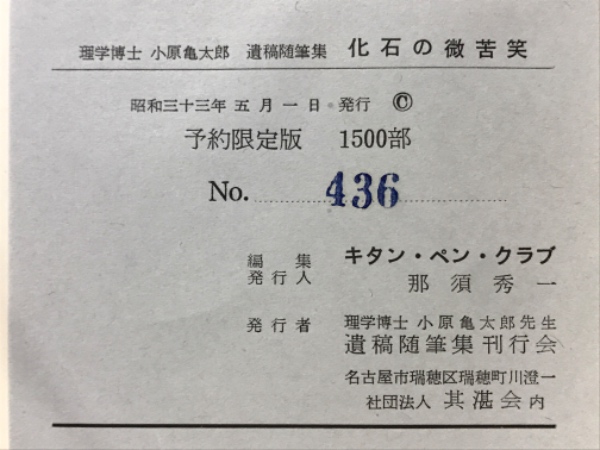 理学博士 小原亀太郎 遺稿随筆集 化石の微苦笑
昭和三十三年五月一日・発行 ©
予約限定版 1500部
No. 436
編集 キタン・ペン・クラブ
発行人 那須秀一
発行者 理学博士 小原亀太郎先生
遺稿随筆集刊行会
名古屋市瑞穂区瑞穂町川澄一
社団法人 其湛会内